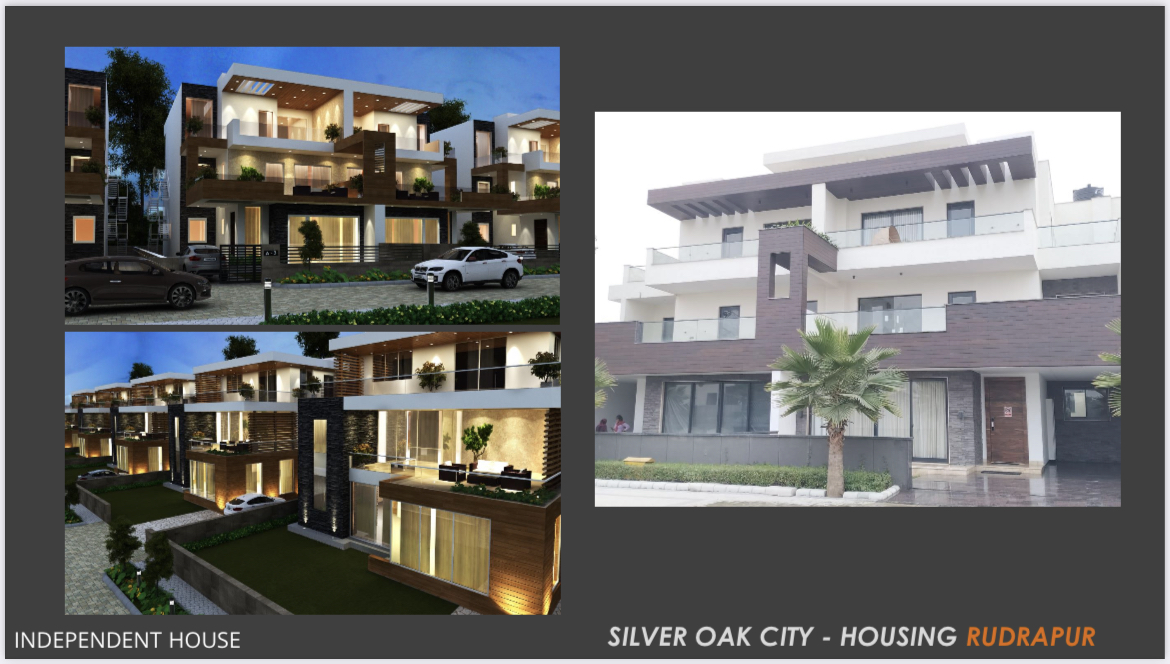 INDEPENDENT HOUSE
SILVER OAK CITY - HOUSING RUDRAPUR